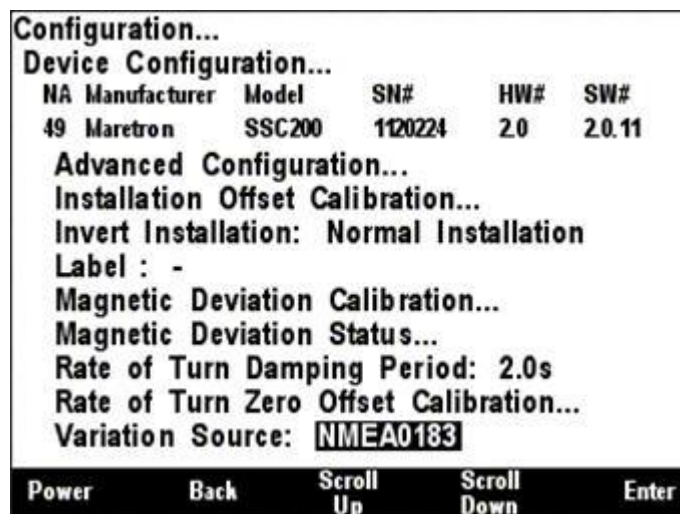 Configuration...
Device Configuration...
NA Manufacturer Model SN# HW# SW#
49 Maretron SSC200 1120224 2.0 2.0.11
Advanced Configuration...
Installation Offset Calibration...
Invert Installation: Normal Installation
Label : -
Magnetic Deviation Calibration...
Magnetic Deviation Status...
Rate of Turn Damping Period: 2.0s
Rate of Turn Zero Offset Calibration...
Variation Source: NMEA0183
Power Back Scroll Up Scroll Down Enter